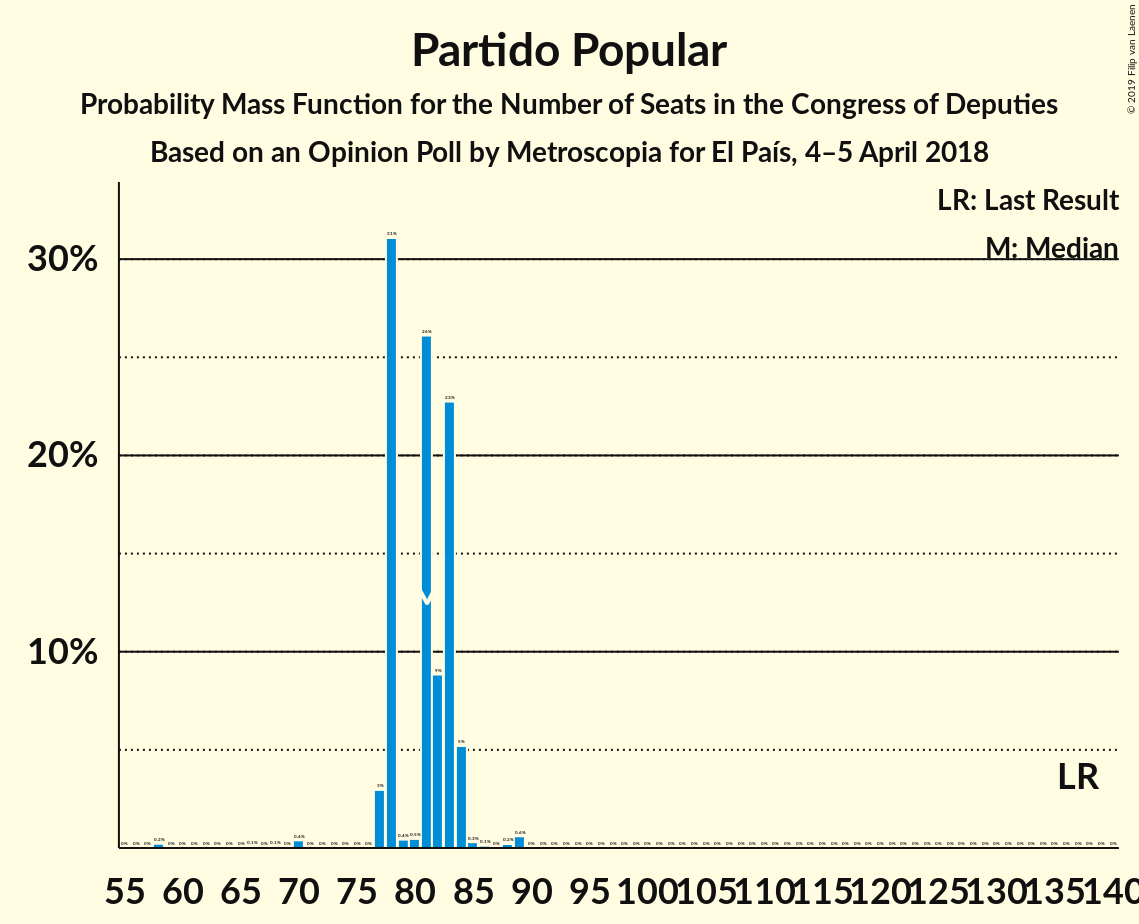 Partido Popular
Probability Mass Function for the Number of Seats in the Congress of Deputies
Based on an Opinion Poll by Metroscopia for El País, 4–5 April 2018
© 2019 Filip van Laenen
LR: Last Result
M: Median
30%
20%
10%
31%
26%
23%
M
9%
5%
3%
LR
55 60 65 70 75 80 85 90 95 100 105 110 115 120 125 130 135 140